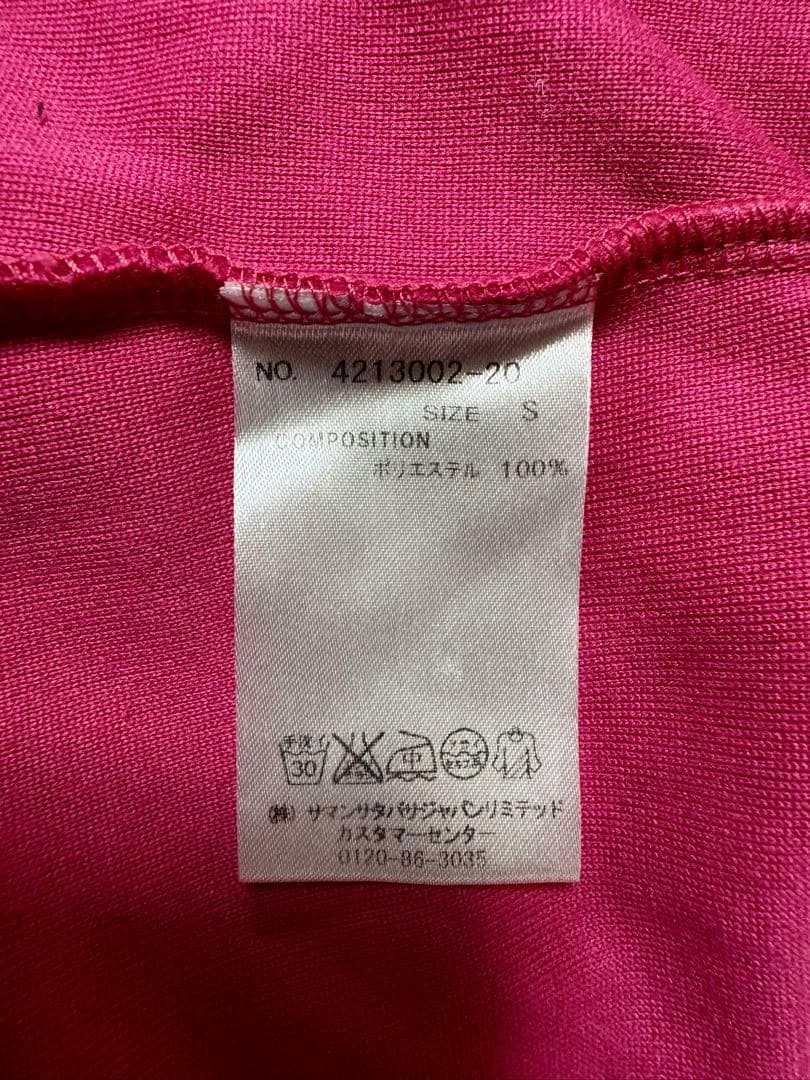 NO. 4213002-20
SIZE S
COMPOSITION
ポリエステル 100%
手洗イ
30
中
(株) サマンサタバサジャパンリミテッド
カスタマーセンター
0120-86-3035